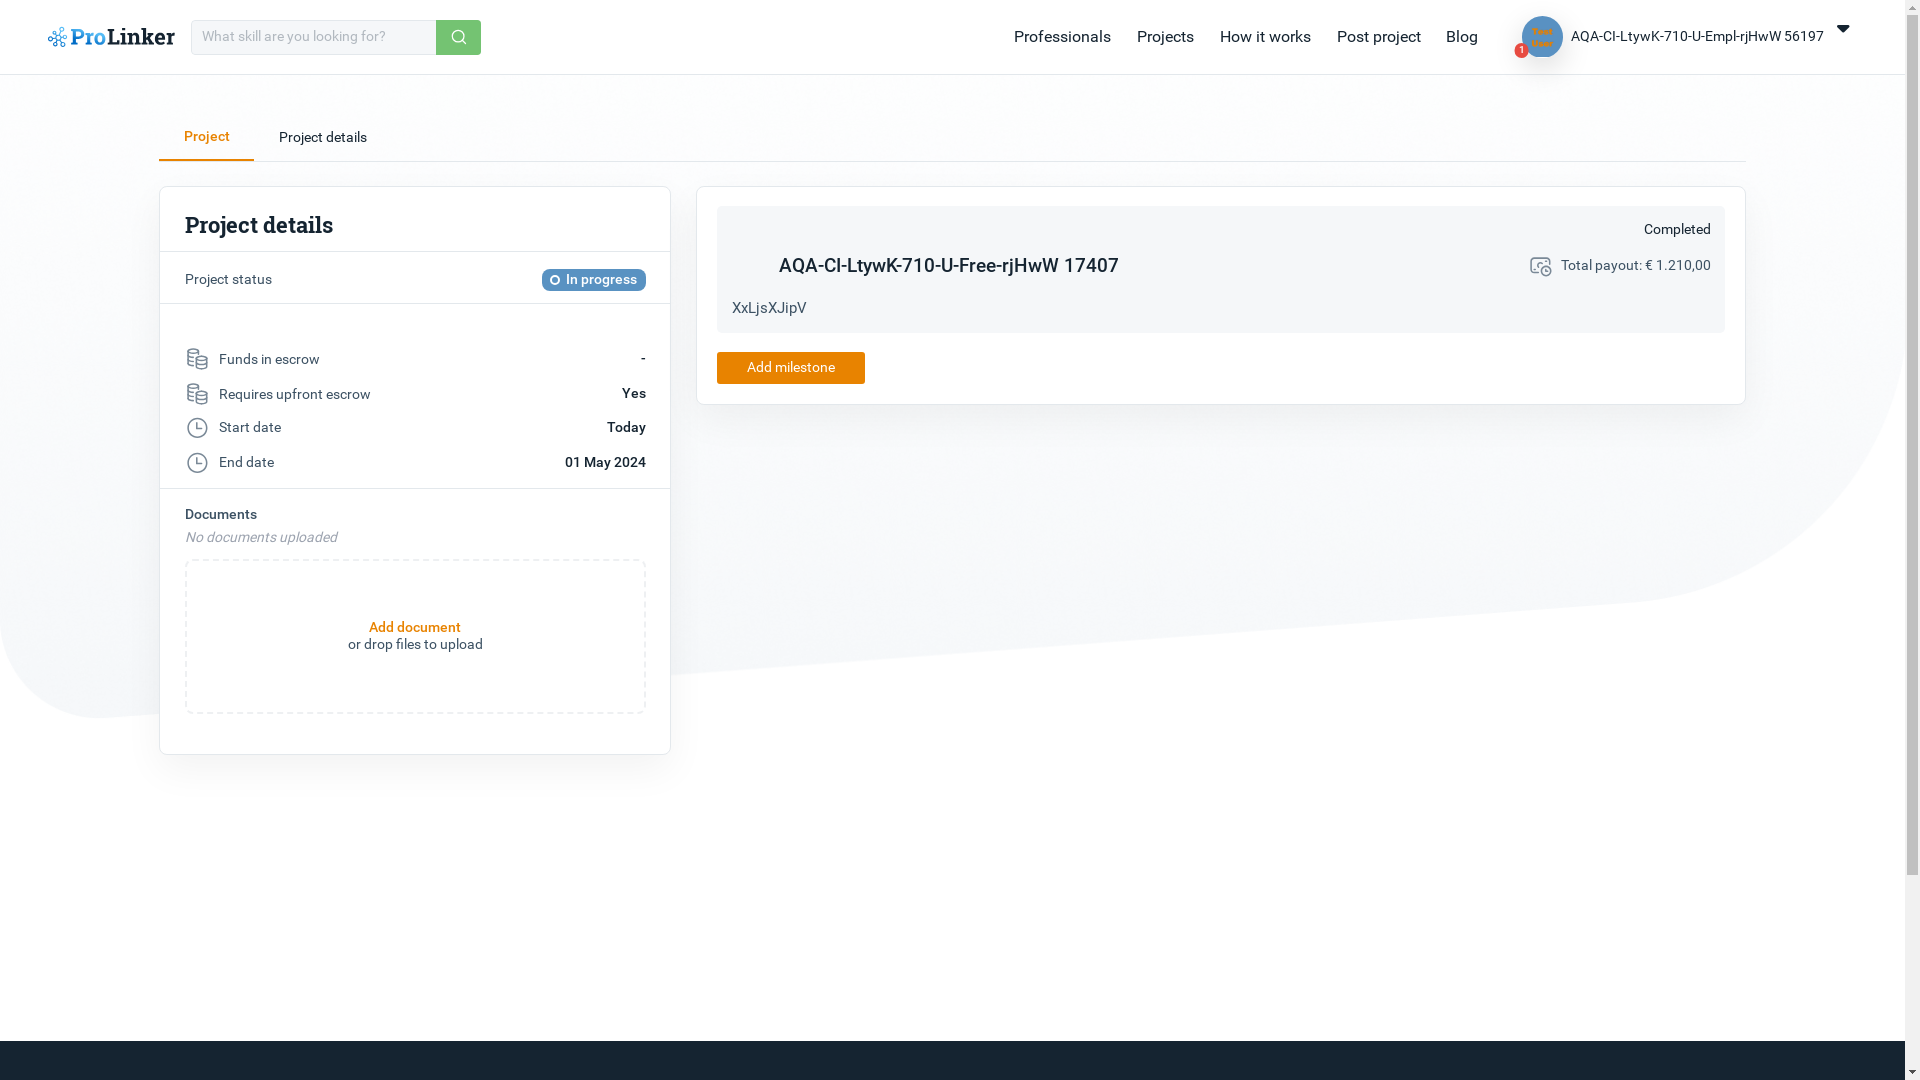 ProLinker
What skill are you looking for?
Professionals
Projects
How it works
Post project
Blog
1
AQA-CI-LtywK-710-U-Empl-rjHwW 56197
Project
Project details
Project details
Project status
In progress
Funds in escrow
-
Requires upfront escrow
Yes
Start date
Today
End date
01 May 2024
Documents
No documents uploaded
Add document
or drop files to upload
Completed
AQA-CI-LtywK-710-U-Free-rjHwW 17407
Total payout: € 1.210,00
XxLjsXJipV
Add milestone